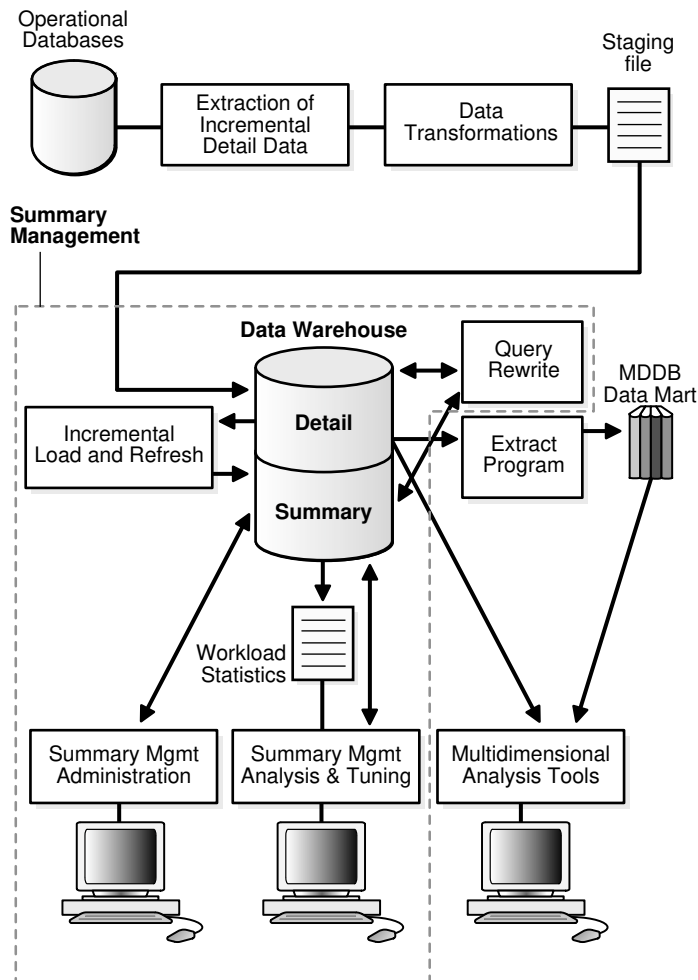 Operational
Databases
Extraction of
Incremental
Detail Data
Data
Transformations
Staging
file
Summary
Management
Data Warehouse
Query
Rewrite
MDDB
Data Mart
Detail
Incremental
Load and Refresh
Extract
Program
Summary
Workload
Statistics
Summary Mgmt
Administration
Summary Mgmt
Analysis & Tuning
Multidimensional
Analysis Tools